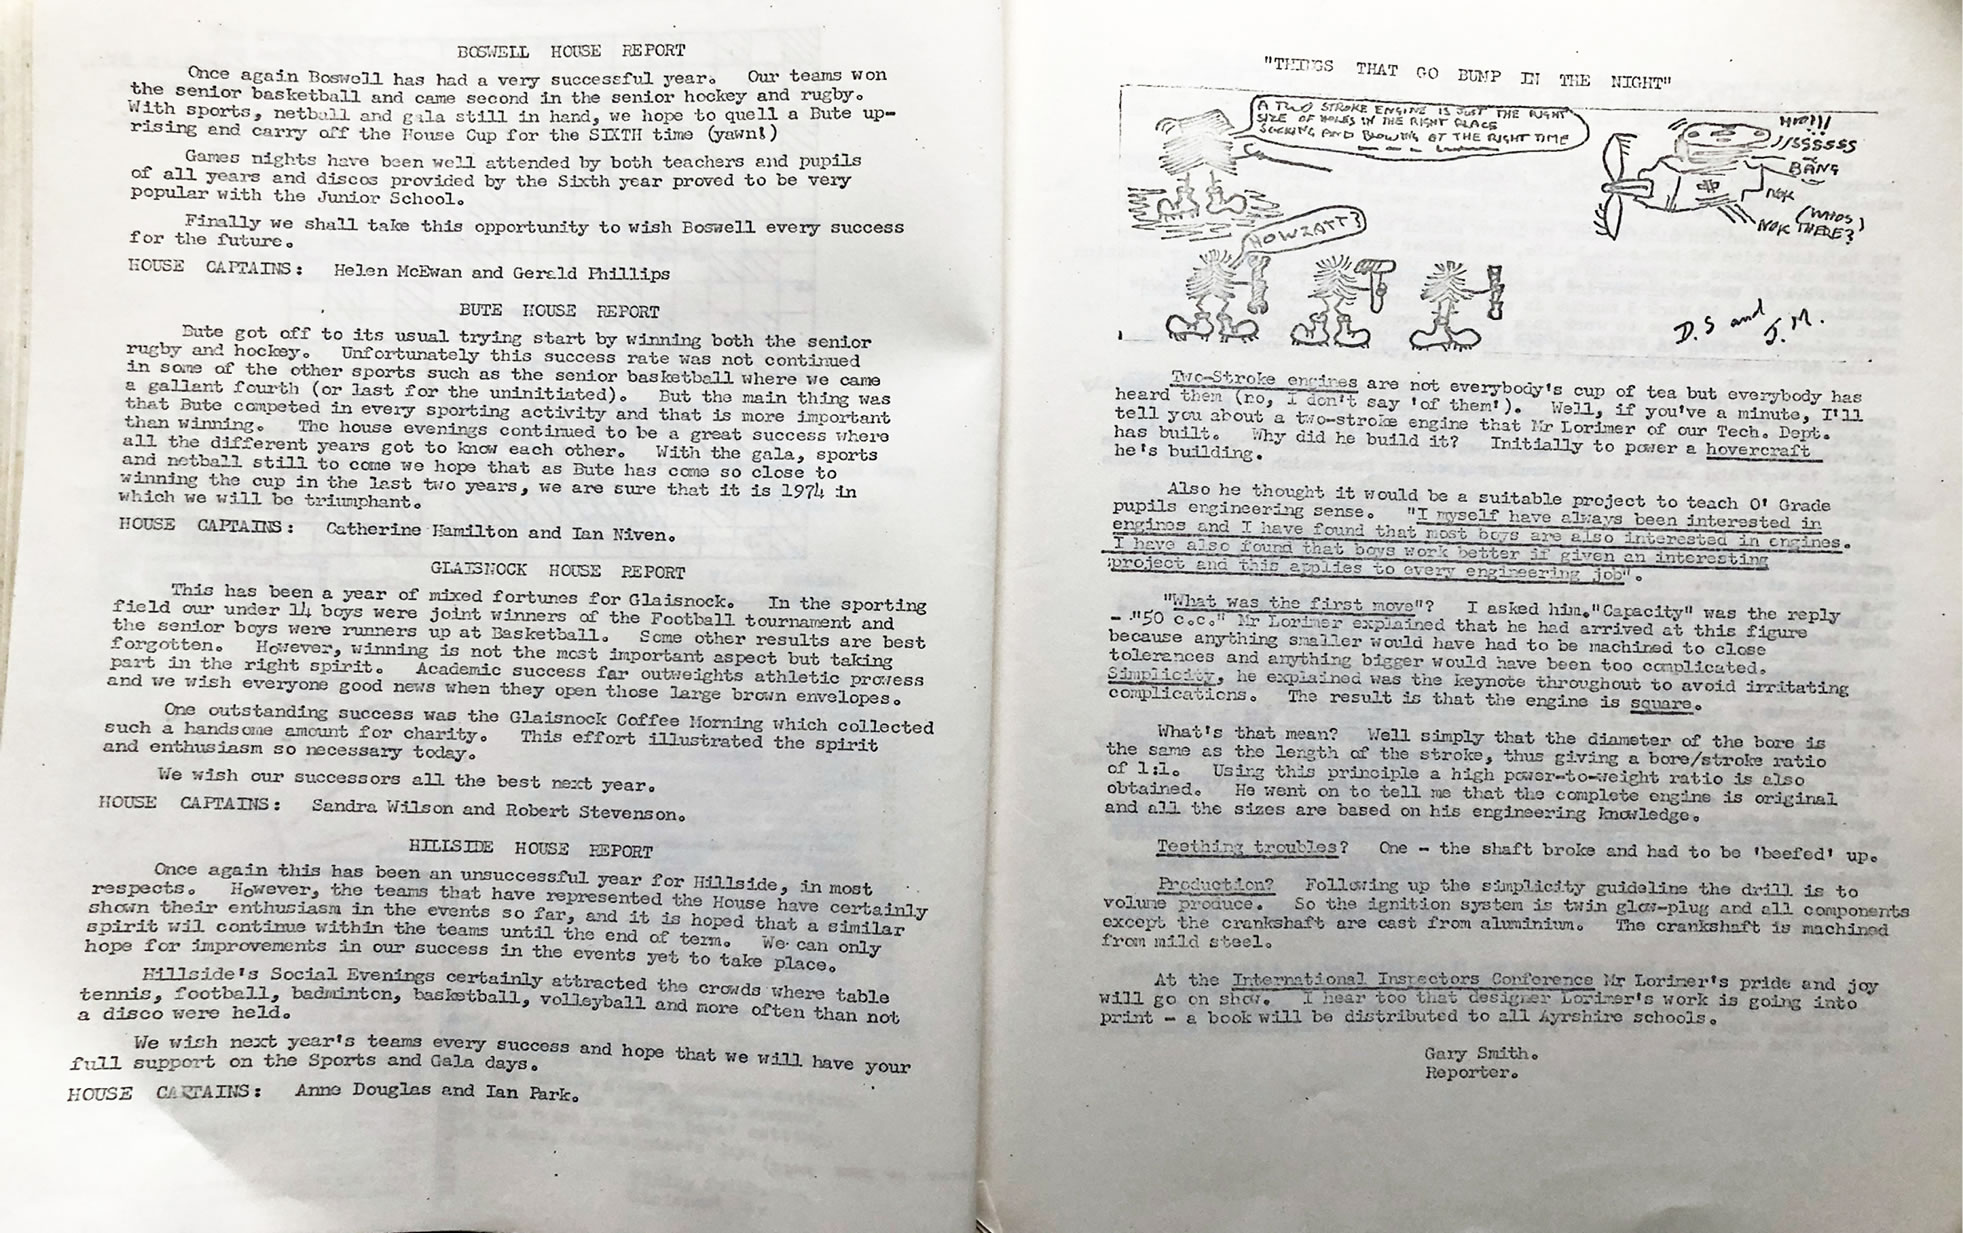 BOSWELL HOUSE REPORT
Once again Boswell has had a very successful year. Our teams won
the senior basketball and came second in the senior hockey and rugby.
With sports, netball and gala still in hand, we hope to quell a Bute up-
rising and carry off the House Cup for the SIXTH time (yawn!)
Games nights have been well attended by both teachers and pupils
of all years and discos provided by the Sixth year proved to be very
popular with the Junior School.
Finally we shall take this opportunity to wish Boswell every success
for the future.
HOUSE CAPTAINS: Helen McEwan and Gerald Phillips
BUTE HOUSE REPORT
Bute got off to its usual trying start by winning both the senior
rugby and hockey. Unfortunately this success rate was not continued
in some of the other sports such as the senior basketball where we came
a gallant fourth (or last for the uninitiated). But the main thing was
that Bute competed in every sporting activity and that is more important
than winning. The house evenings continued to be a great success where
all the different years got to know each other. With the gala, sports
and netball still to come we hope that as Bute has come so close to
winning the cup in the last two years, we are sure that it is 1974 in
which we will be triumphant.
HOUSE CAPTAINS: Catherine Hamilton and Ian Niven.
GLAISNOCK HOUSE REPORT
This has been a year of mixed fortunes for Glaisnock. In the sporting
field our under 14 boys were joint winners of the Football tournament and
the senior boys were runners up at Basketball. Some other results are best
forgotten. However, winning is not the most important aspect but taking
part in the right spirit. Academic success far outweights athletic prowess
and we wish everyone good news when they open those large brown envelopes.
One outstanding success was the Glaisnock Coffee Morning which collected
such a handsome amount for charity. This effort illustrated the spirit
and enthusiasm so necessary today.
We wish our successors all the best next year.
HOUSE CAPTAINS: Sandra Wilson and Robert Stevenson.
HILLSIDE HOUSE REPORT
Once again this has been an unsuccessful year for Hillside, in most
respects. However, the teams that have represented the House have certainly
shown their enthusiasm in the events so far, and it is hoped that a similar
spirit wil continue within the teams until the end of term. We can only
hope for improvements in our success in the events yet to take place.
Hillside's Social Evenings certainly attracted the crowds where table
tennis, football, badminton, basketball, volleyball and more often than not
a disco were held.
We wish next year's teams every success and hope that we will have your
full support on the Sports and Gala days.
HOUSE CAPTAINS: Anne Douglas and Ian Park.
"THINGS THAT GO BUMP IN THE NIGHT"
A TWO STROKE ENGINE IS JUST THE RIGHT
SIZE OF HOLES IN THE RIGHT PLACE
SUCKING AND BLOWING AT THE RIGHT TIME
JJSSSSSS
BANG
NOK
NOK (WHOS
THERE?)
HOWZATT?
D.S and
J.M.
Two-Stroke engines are not everybody's cup of tea but everybody has
heard them (no, I don't say 'of them'). Well, if you've a minute, I'll
tell you about a two-stroke engine that Mr Lorimer of our Tech. Dept.
has built. Why did he build it? Initially to power a hovercraft
he's building.
Also he thought it would be a suitable project to teach O' Grade
pupils engineering sense. "I myself have always been interested in
engines and I have found that most boys are also interested in engines.
I have also found that boys work better if given an interesting
project and this applies to every engineering job".
"What was the first move"? I asked him."Capacity" was the reply
- "50 c.c." Mr Lorimer explained that he had arrived at this figure
because anything smaller would have had to be machined to close
tolerances and anything bigger would have been too complicated.
Simplicity, he explained was the keynote throughout to avoid irritating
complications. The result is that the engine is square.
What's that mean? Well simply that the diameter of the bore is
the same as the length of the stroke, thus giving a bore/stroke ratio
of 1:1. Using this principle a high power-to-weight ratio is also
obtained. He went on to tell me that the complete engine is original
and all the sizes are based on his engineering knowledge.
Teething troubles? One - the shaft broke and had to be 'beefed' up.
Production? Following up the simplicity guideline the drill is to
volume produce. So the ignition system is twin glow-plug and all components
except the crankshaft are cast from aluminium. The crankshaft is machined
from mild steel.
At the International Inspectors Conference Mr Lorimer's pride and joy
will go on show. I hear too that designer Lorimer's work is going into
print - a book will be distributed to all Ayrshire schools.
Gary Smith.
Reporter.